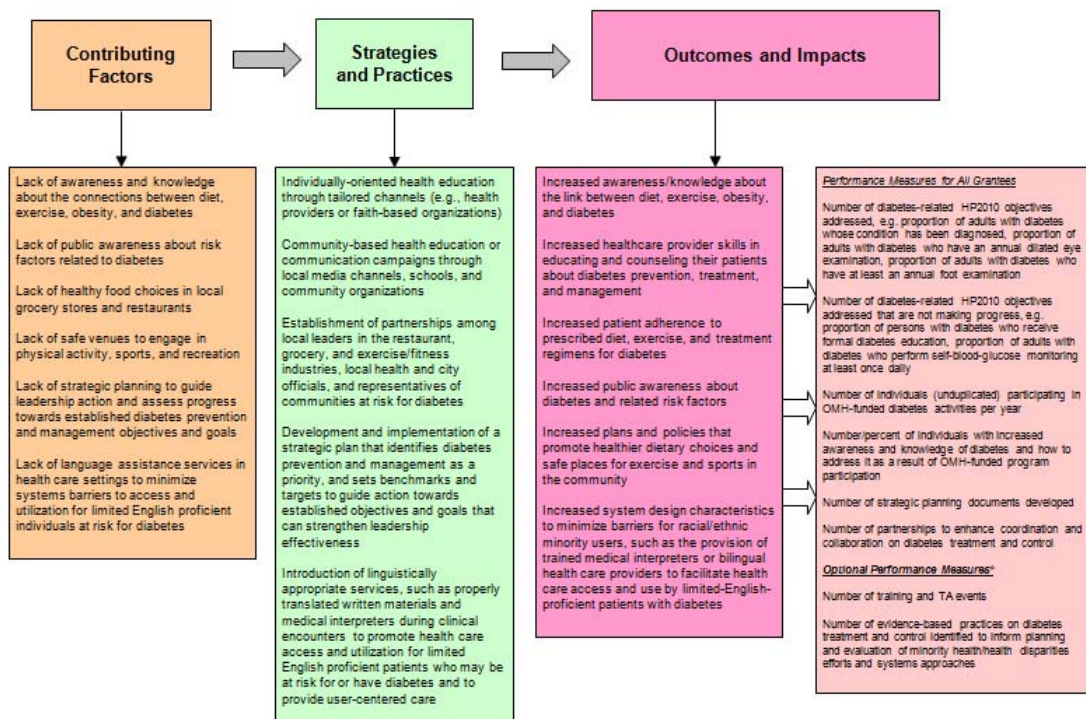 Contributing
Factors
Strategies
and Practices
Outcomes and Impacts
Lack of awareness and knowledge
about the connections between diet,
exercise, obesity, and diabetes
Lack of public awareness about risk
factors related to diabetes
Lack of healthy food choices in local
grocery stores and restaurants
Lack of safe venues to engage in
physical activity, sports, and recreation
Lack of strategic planning to guide
leadership action and assess progress
towards established diabetes prevention
and management objectives and goals
Lack of language assistance services in
health care settings to minimize
systems barriers to access and
utilization for limited English proficient
individuals at risk for diabetes
Individually-oriented health education
through tailored channels (e.g., health
providers or faith-based organizations)
Community-based health education or
communication campaigns through
local media channels, schools, and
community organizations
Establishment of partnerships among
local leaders in the restaurant,
grocery, and exercise/fitness
industries, local health and city
officials, and representatives of
communities at risk for diabetes
Development and implementation of a
strategic plan that identifies diabetes
prevention and management as a
priority, and sets benchmarks and
targets to guide action towards
established objectives and goals that
can strengthen leadership
effectiveness
Introduction of linguistically
appropriate services, such as properly
translated written materials and
medical interpreters during clinical
encounters to promote health care
access and utilization for limited
English proficient patients who may be
at risk for or have diabetes and to
provide user-centered care
Increased awareness/knowledge about
the link between diet, exercise, obesity,
and diabetes
Increased healthcare provider skills in
educating and counseling their patients
about diabetes prevention, treatment,
and management
Increased patient adherence to
prescribed diet, exercise, and treatment
regimens for diabetes
Increased public awareness about
diabetes and related risk factors
Increased plans and policies that
promote healthier dietary choices and
safe places for exercise and sports in
the community
Increased system design characteristics
to minimize barriers for racial/ethnic
minority users, such as the provision of
trained medical interpreters or bilingual
health care providers to facilitate health
care access and use by limited-English-
proficient patients with diabetes
Performance Measures for All Grantees
Number of diabetes-related HP2010 objectives
addressed, e.g. proportion of adults with diabetes
whose condition has been diagnosed, proportion of
adults with diabetes who have an annual dilated eye
examination, proportion of adults with diabetes who
have at least an annual foot examination
Number of diabetes-related HP2010 objectives
addressed that are not making progress, e.g.
proportion of persons with diabetes who receive
formal diabetes education, proportion of adults with
diabetes who perform self-blood-glucose monitoring
at least once daily
Number of individuals (unduplicated) participating in
OMH-funded diabetes activities per year
Number/percent of individuals with increased
awareness and knowledge of diabetes and how to
address it as a result of OMH-funded program
participation
Number of strategic planning documents developed
Number of partnerships to enhance coordination and
collaboration on diabetes treatment and control
Optional Performance Measures*
Number of training and TA events
Number of evidence-based practices on diabetes
treatment and control identified to inform planning
and evaluation of minority health/health disparities
efforts and systems approaches